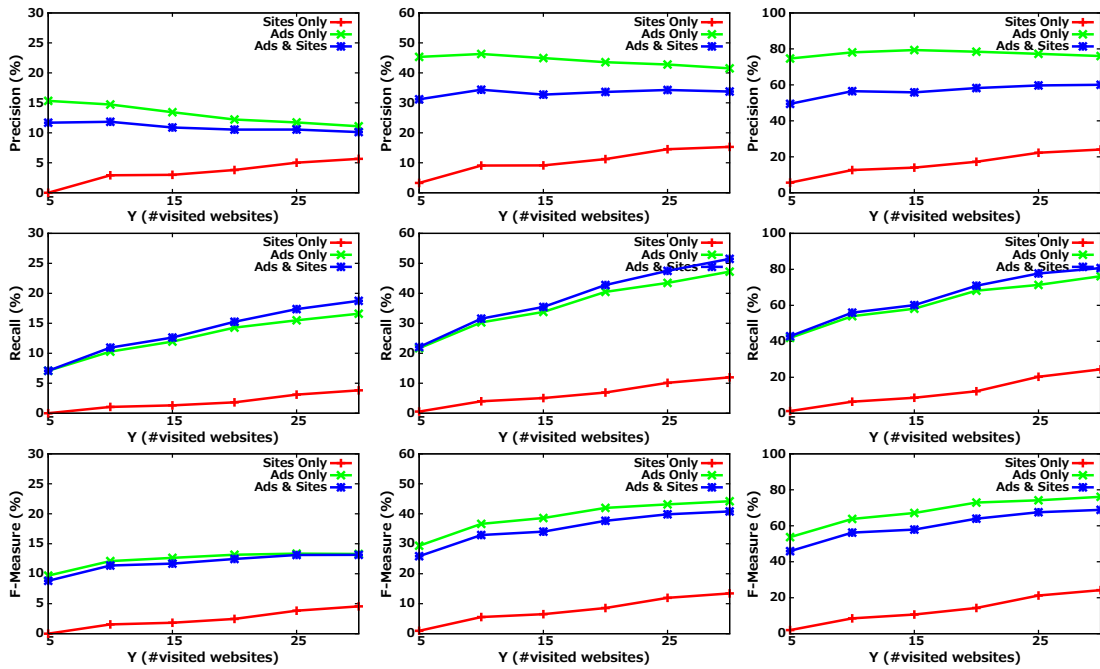 Precision (%)
30
25
20
15
10
5
0
5
15
25
Y (#visited websites)
Sites Only
Ads Only
Ads & Sites
Precision (%)
60
50
40
30
20
10
0
5
15
25
Y (#visited websites)
Sites Only
Ads Only
Ads & Sites
Precision (%)
100
80
60
40
20
0
5
15
25
Y (#visited websites)
Sites Only
Ads Only
Ads & Sites
Recall (%)
30
25
20
15
10
5
0
5
15
25
Y (#visited websites)
Sites Only
Ads Only
Ads & Sites
Recall (%)
60
50
40
30
20
10
0
5
15
25
Y (#visited websites)
Sites Only
Ads Only
Ads & Sites
Recall (%)
100
80
60
40
20
0
5
15
25
Y (#visited websites)
Sites Only
Ads Only
Ads & Sites
F-Measure (%)
30
25
20
15
10
5
0
5
15
25
Y (#visited websites)
Sites Only
Ads Only
Ads & Sites
F-Measure (%)
60
50
40
30
20
10
0
5
15
25
Y (#visited websites)
Sites Only
Ads Only
Ads & Sites
F-Measure (%)
100
80
60
40
20
0
5
15
25
Y (#visited websites)
Sites Only
Ads Only
Ads & Sites